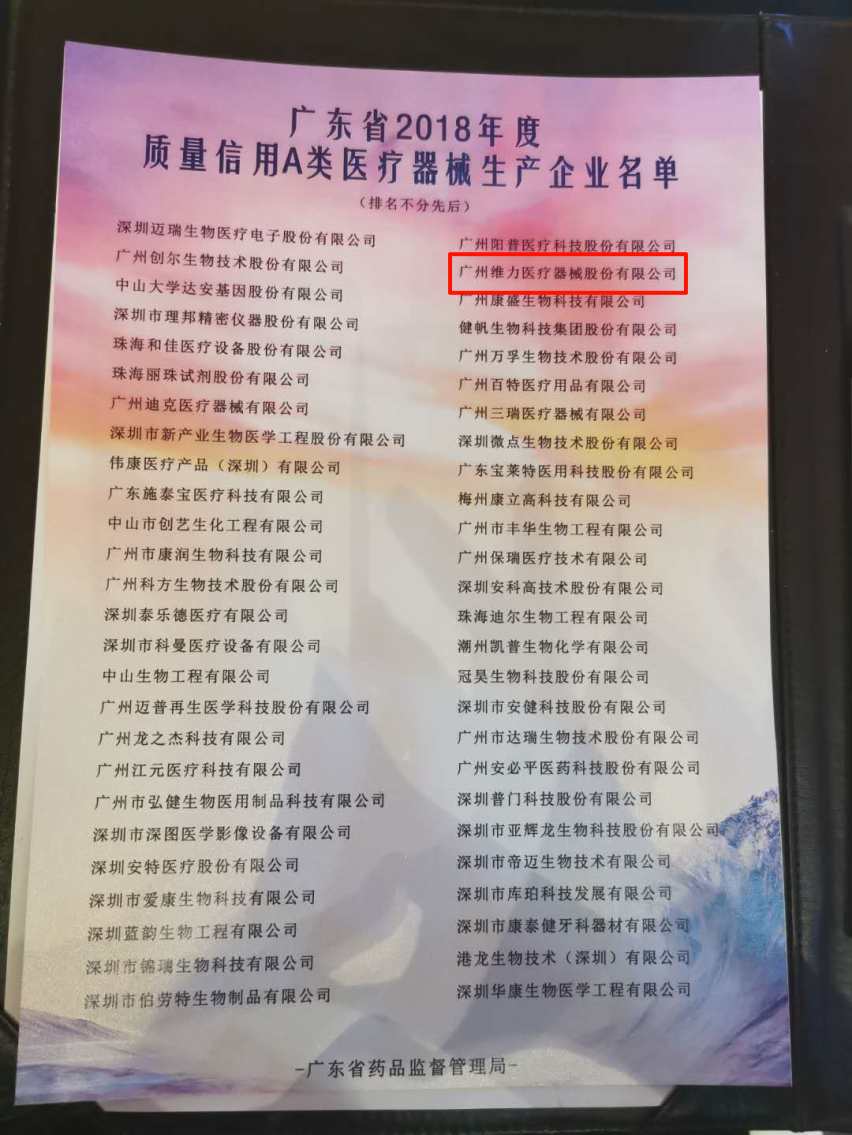 广东省2018年度
质量信用A类医疗器械生产企业名单
（排名不分先后）
深圳迈瑞生物医疗电子股份有限公司
广州创尔生物技术股份有限公司
中山大学达安基因股份有限公司
深圳市理邦精密仪器股份有限公司
珠海和佳医疗设备股份有限公司
珠海丽珠试剂股份有限公司
广州迪克医疗器械有限公司
深圳市新产业生物医学工程股份有限公司
伟康医疗产品（深圳）有限公司
广东施泰宝医疗科技有限公司
中山市创艺生化工程有限公司
广州市康润生物科技有限公司
广州科方生物技术股份有限公司
深圳泰乐德医疗有限公司
深圳市科曼医疗设备有限公司
中山生物工程有限公司
广州迈普再生医学科技股份有限公司
广州龙之杰科技有限公司
广州江元医疗科技有限公司
广州市弘健生物医用制品科技有限公司
深圳市深图医学影像设备有限公司
深圳安特医疗股份有限公司
深圳市爱康生物科技有限公司
深圳蓝韵生物工程有限公司
深圳市锦瑞生物科技有限公司
深圳市伯劳特生物制品有限公司
广州阳普医疗科技股份有限公司
广州维力医疗器械股份有限公司
广州康盛生物科技有限公司
健帆生物科技集团股份有限公司
广州万孚生物技术股份有限公司
广州百特医疗用品有限公司
广州三瑞医疗器械有限公司
深圳微点生物技术股份有限公司
广东宝莱特医用科技股份有限公司
梅州康立高科技有限公司
广州市丰华生物工程有限公司
广州保瑞医疗技术有限公司
深圳安科高技术股份有限公司
珠海迪尔生物工程有限公司
潮州凯普生物化学有限公司
冠昊生物科技股份有限公司
深圳市安健科技股份有限公司
广州市达瑞生物技术股份有限公司
广州安必平医药科技股份有限公司
深圳普门科技股份有限公司
深圳市亚辉龙生物科技股份有限公司
深圳市帝迈生物技术有限公司
深圳市库珀科技发展有限公司
深圳市康泰健牙科器材有限公司
港龙生物技术（深圳）有限公司
深圳华康生物医学工程有限公司
-广东省药品监督管理局-